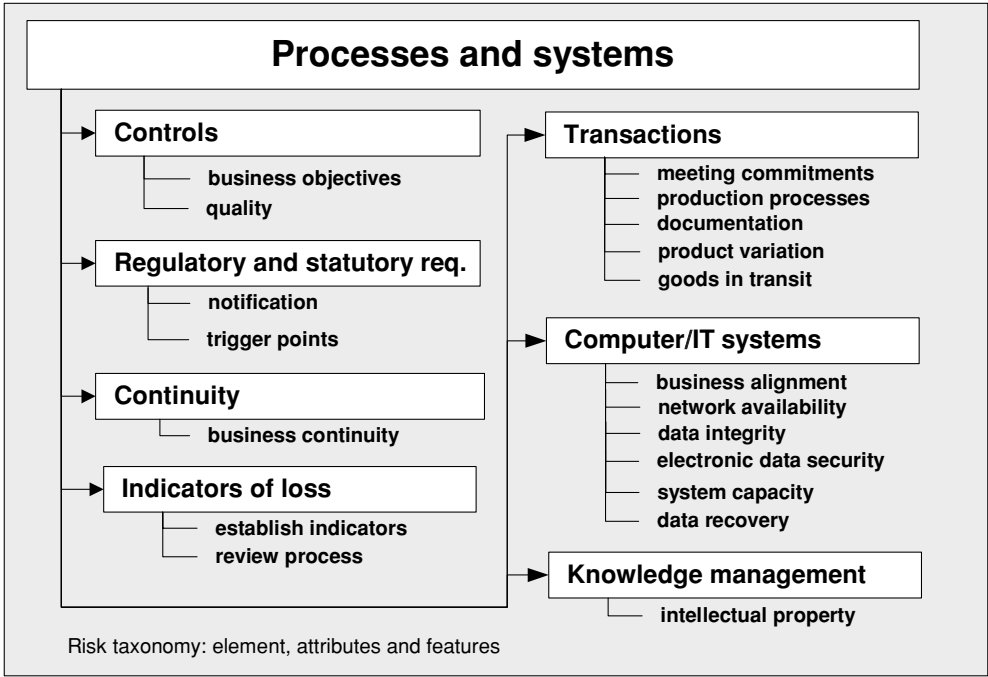 Processes and systems
Controls
business objectives
quality
Regulatory and statutory req.
notification
trigger points
Continuity
business continuity
Indicators of loss
establish indicators
review process
Transactions
meeting commitments
production processes
documentation
product variation
goods in transit
Computer/IT systems
business alignment
network availability
data integrity
electronic data security
system capacity
data recovery
Knowledge management
intellectual property
Risk taxonomy: element, attributes and features